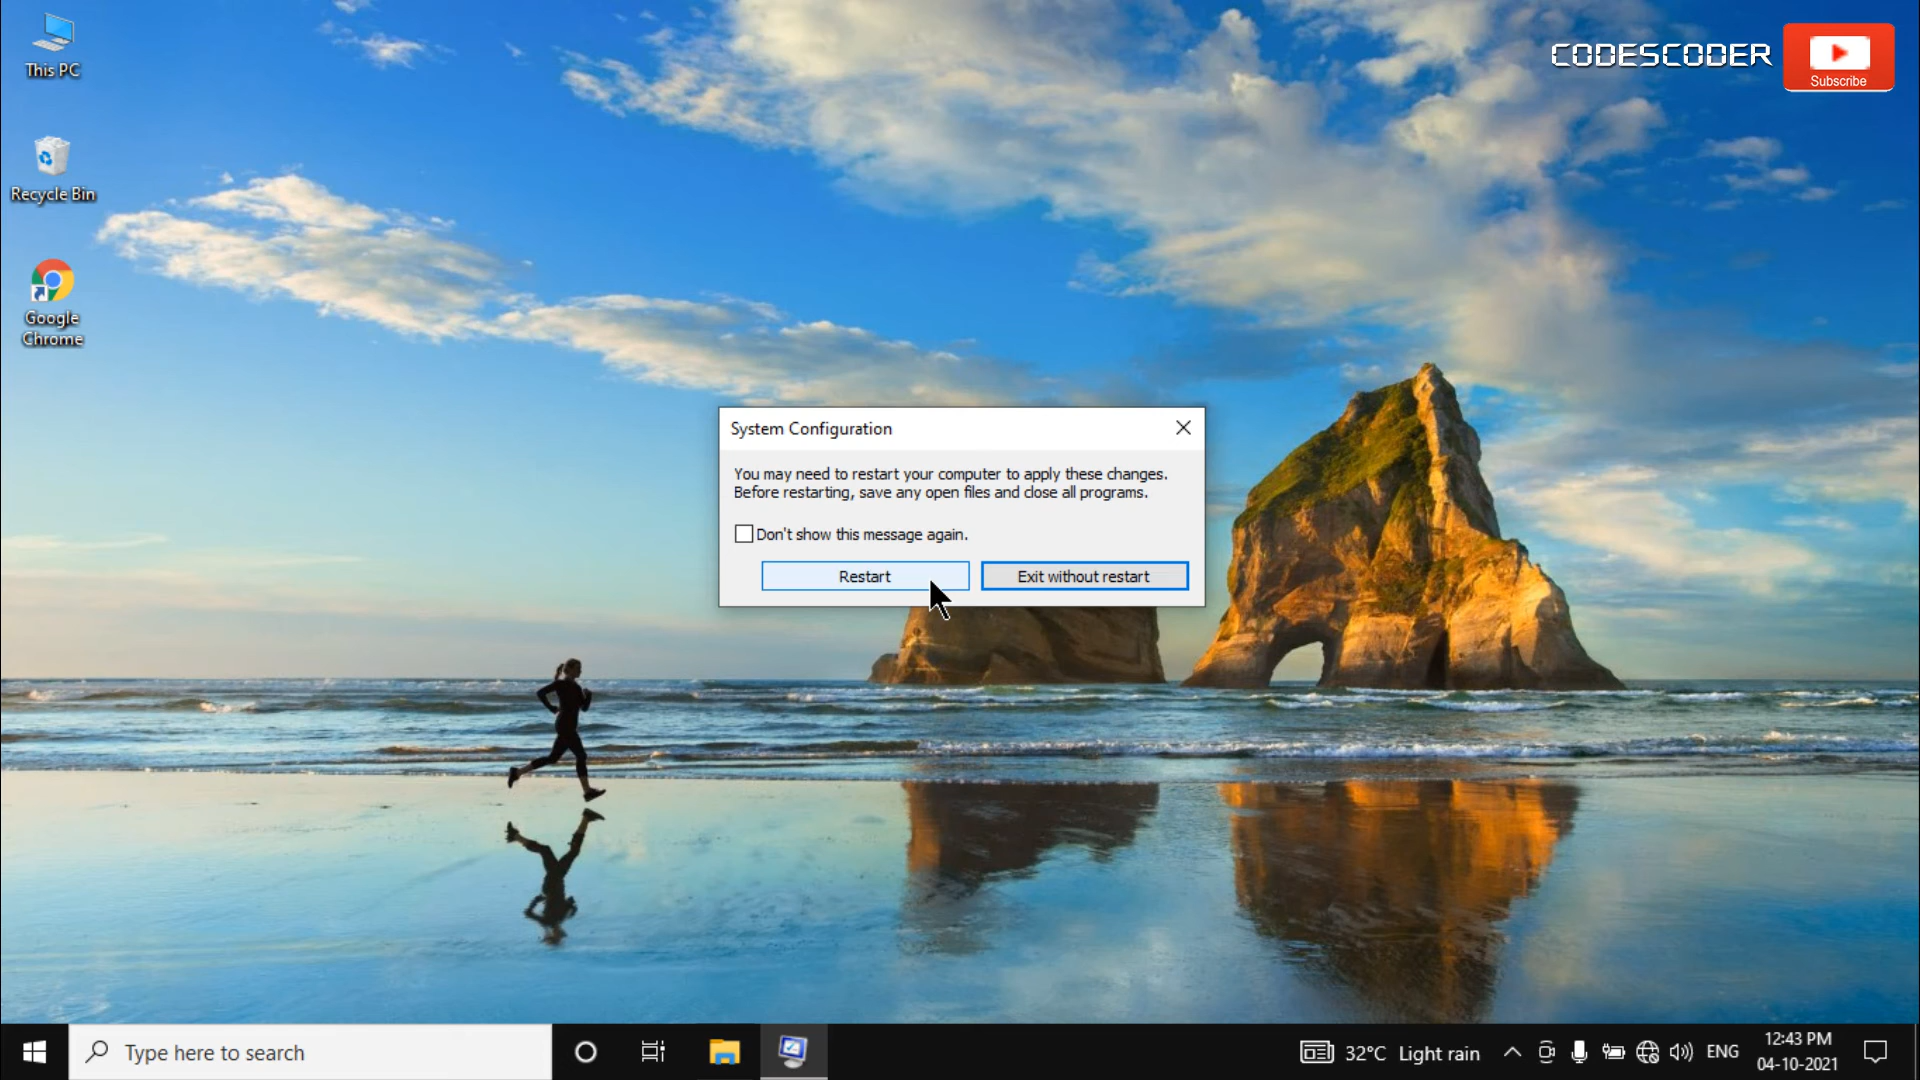 This PC
Recycle Bin
Google
Chrome
CODESCODER
Subscribe
System Configuration
You may need to restart your computer to apply these changes.
Before restarting, save any open files and close all programs.
Don't show this message again.
Restart
Exit without restart
Type here to search
32°C Light rain
ENG
12:43 PM
04-10-2021